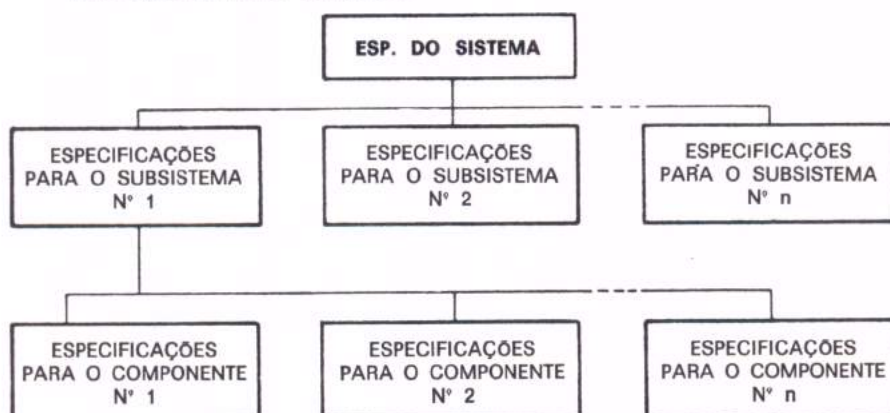 ESP. DO SISTEMA
ESPECIFICAÇÕES
PARA O SUBSISTEMA
Nº 1
ESPECIFICAÇÕES
PARA O SUBSISTEMA
Nº 2
ESPECIFICAÇÕES
PARA O SUBSISTEMA
Nº n
ESPECIFICAÇÕES
PARA O COMPONENTE
Nº 1
ESPECIFICAÇÕES
PARA O COMPONENTE
Nº 2
ESPECIFICAÇÕES
PARA O COMPONENTE
Nº n